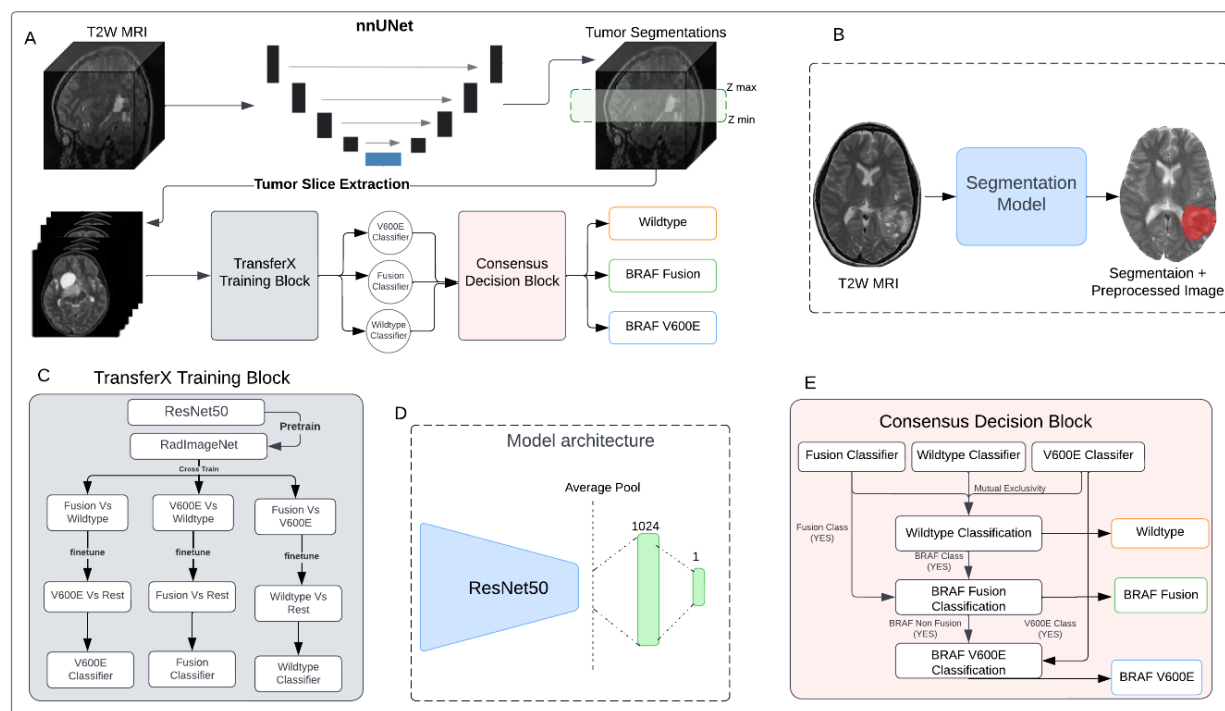 A
T2W MRI
nnUNet
Tumor Segmentations
Z max
Z min
Tumor Slice Extraction
TransferX
Training Block
V600E
Classifier
Fusion
Classifier
Wildtype
Classifier
Consensus
Decision Block
Wildtype
BRAF Fusion
BRAF V600E
B
T2W MRI
Segmentation
Model
Segmentaion +
Preprocessed Image
C
TransferX Training Block
ResNet50
Pretrain
RadImageNet
Cross Train
Fusion Vs
Wildtype
V600E Vs
Wildtype
Fusion Vs
V600E
finetune
finetune
finetune
V600E Vs Rest
Fusion Vs Rest
Wildtype Vs
Rest
V600E
Classifier
Fusion
Classifier
Wildtype
Classifier
D
Model architecture
Average Pool
1024
1
ResNet50
E
Consensus Decision Block
Fusion Classifier
Wildtype Classifier
V600E Classifer
Mutual Exclusivity
Fusion Class
(YES)
Wildtype Classification
Wildtype
BRAF Class
(YES)
BRAF Fusion
Classification
BRAF Fusion
BRAF Non Fusion
(YES)
V600E Class
(YES)
BRAF V600E
Classification
BRAF V600E